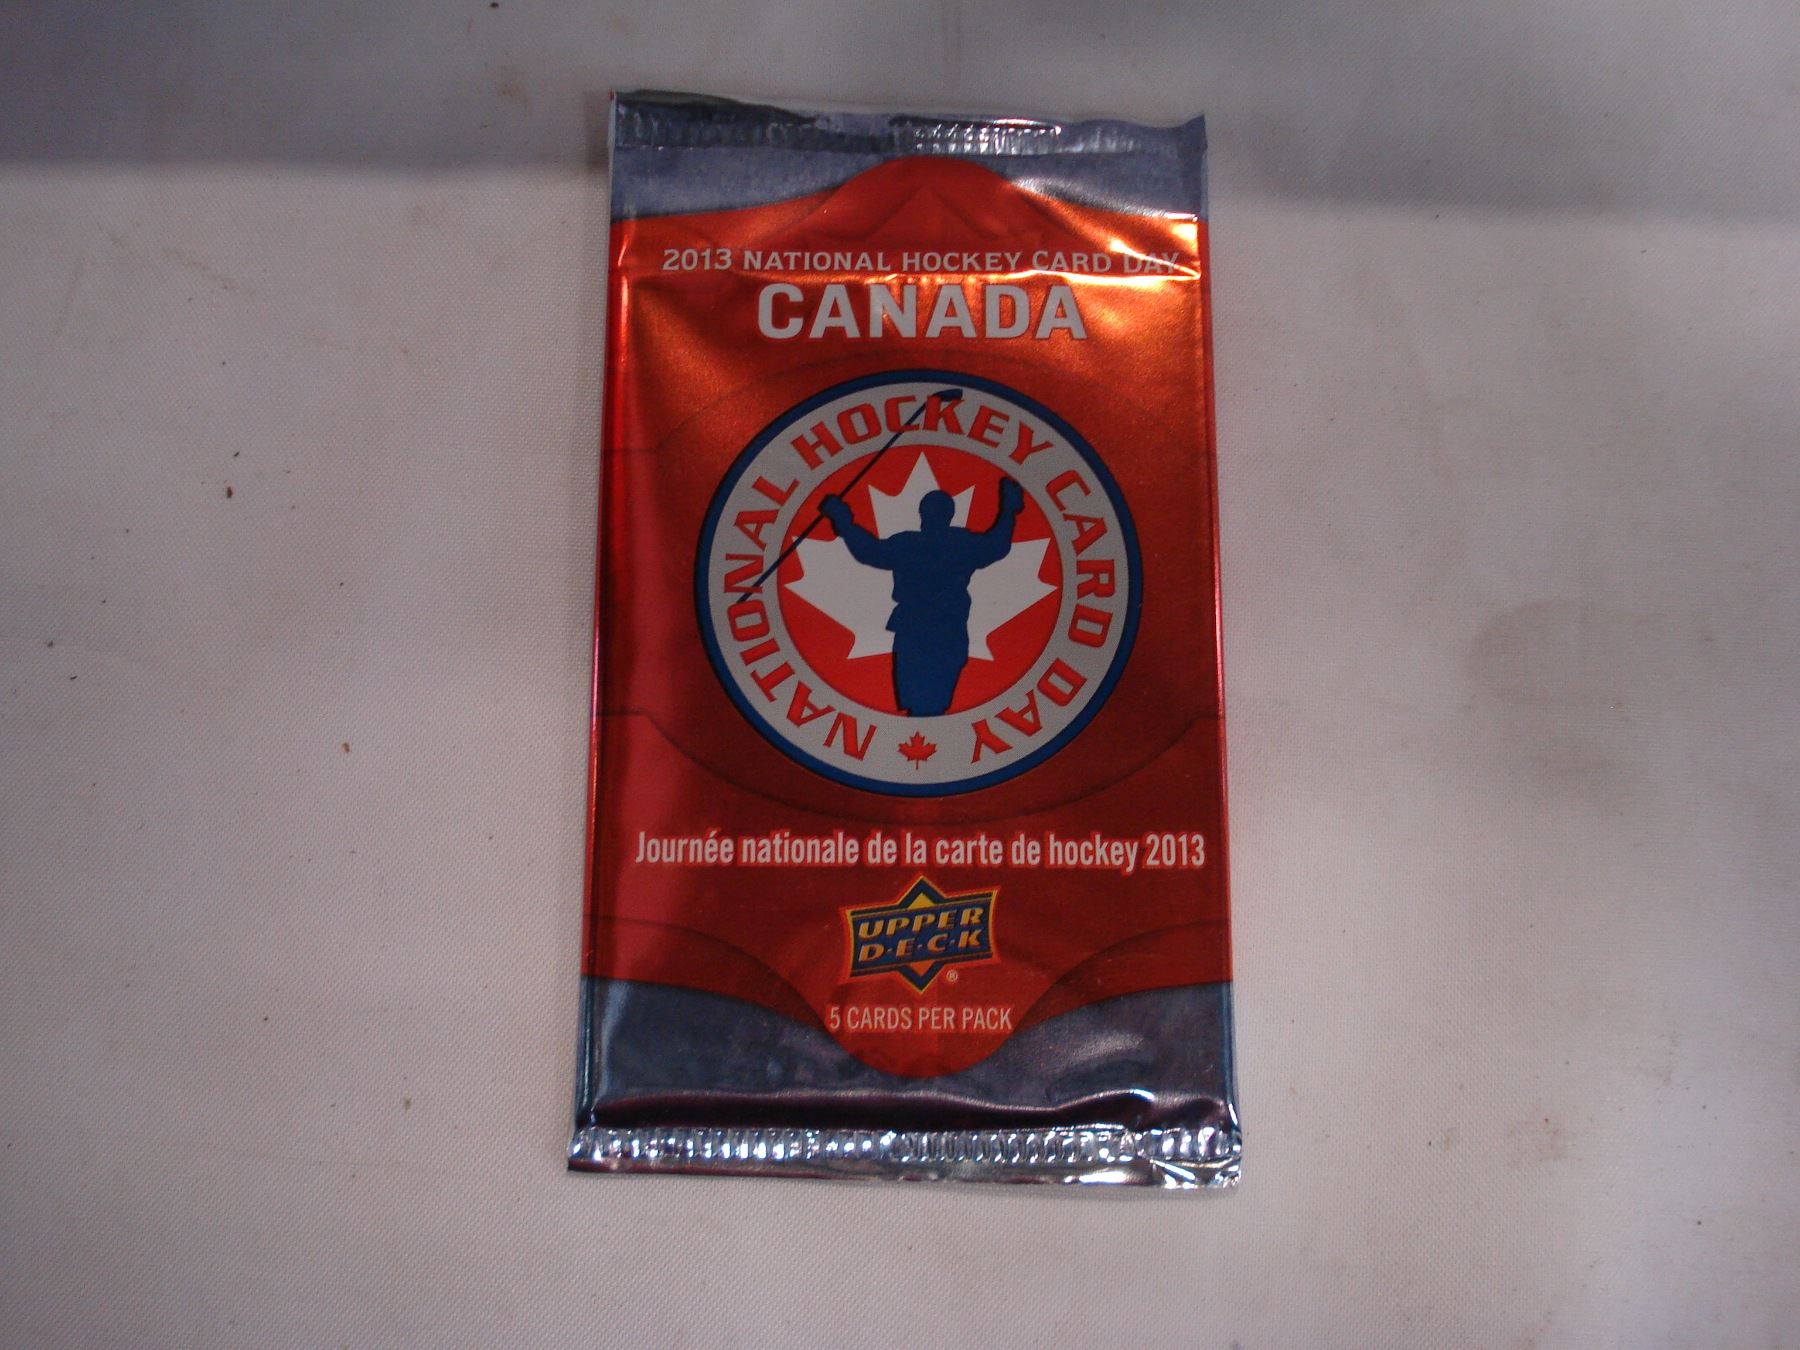 2013 NATIONAL HOCKEY CARD DAY
CANADA
NATIONAL HOCKEY CARD DAY
Journée nationale de la carte de hockey 2013
UPPER
D·E·C·K
®
5 CARDS PER PACK